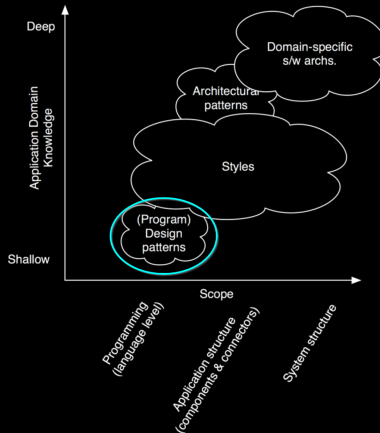 Deep
Domain-specific
s/w archs.
Architectural
patterns
Application Domain
Knowledge
Styles
(Program)
Design
patterns
Shallow
Scope
Programming
(language level)
Application structure
(components & connectors)
System structure